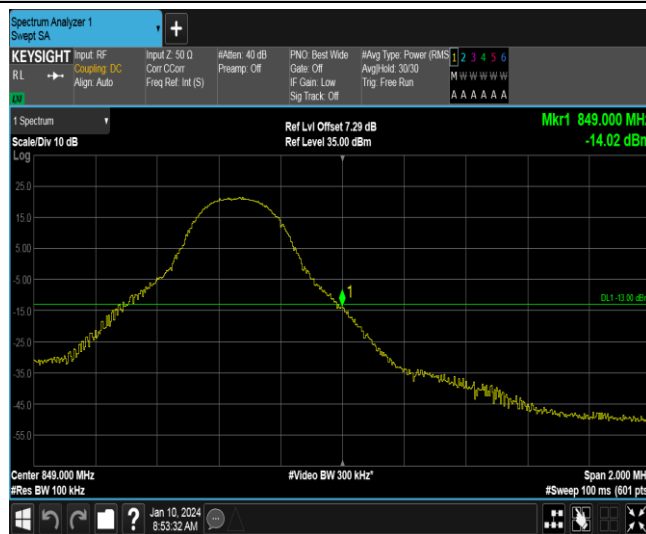 Spectrum Analyzer 1
Swept SA
+
KEYSIGHT
RL
LXI
Input: RF
Coupling: DC
Align: Auto
Input Z: 50 Ω
Corr CCorr
Freq Ref: Int (S)
#Atten: 40 dB
Preamp: Off
PNO: Best Wide
Gate: Off
IF Gain: Low
Sig Track: Off
#Avg Type: Power (RMS
Avg|Hold: 30/30
Trig: Free Run
1 2 3 4 5 6
M W W W W W
A A A A A A
1 Spectrum
Scale/Div 10 dB
Log
Ref Lvl Offset 7.29 dB
Ref Level 35.00 dBm
Mkr1 849.000 MHz
-14.02 dBm
25.0
15.0
5.00
-5.00
-15.0
-25.0
-35.0
-45.0
-55.0
1
DL1 -13.00 dBm
Center 849.000 MHz
#Res BW 100 kHz
#Video BW 300 kHz*
Span 2.000 MH
#Sweep 100 ms (601 pts
?
Jan 10, 2024
8:53:32 AM